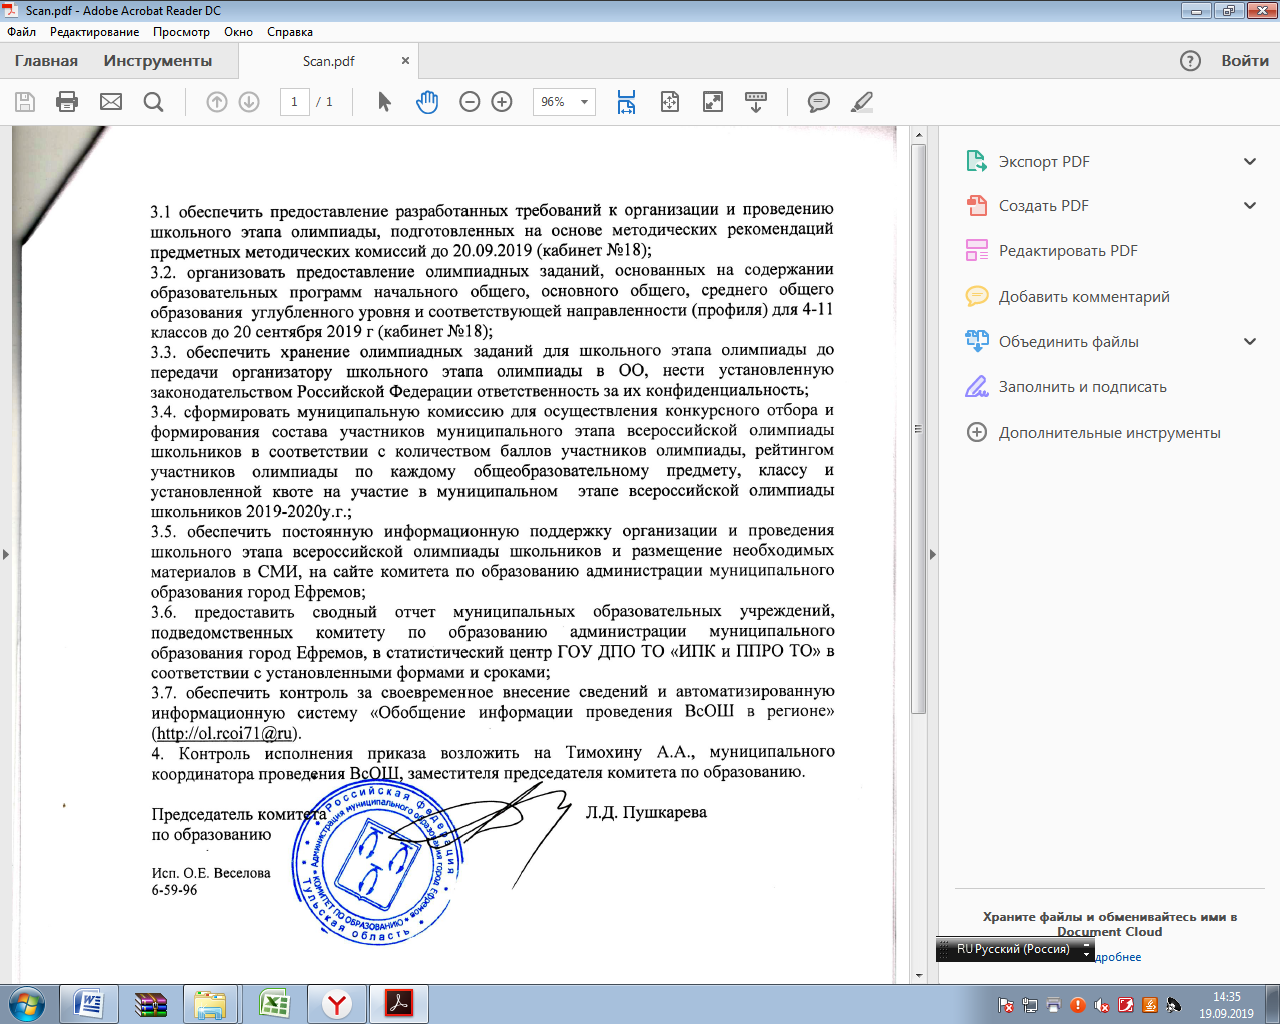 Scan.pdf - Adobe Acrobat Reader DC
Файл Редактирование Просмотр Окно Справка
Главная Инструменты Scan.pdf × ? Войти
1 / 1 96%
3.1 обеспечить предоставление разработанных требований к организации и проведению
школьного этапа олимпиады, подготовленных на основе методических рекомендаций
предметных методических комиссий до 20.09.2019 (кабинет №18);
3.2. организовать предоставление олимпиадных заданий, основанных на содержании
образовательных программ начального общего, основного общего, среднего общего
образования углубленного уровня и соответствующей направленности (профиля) для 4-11
классов до 20 сентября 2019 г (кабинет №18);
3.3. обеспечить хранение олимпиадных заданий для школьного этапа олимпиады до
передачи организатору школьного этапа олимпиады в ОО, нести установленную
законодательством Российской Федерации ответственность за их конфиденциальность;
3.4. сформировать муниципальную комиссию для осуществления конкурсного отбора и
формирования состава участников муниципального этапа всероссийской олимпиады
школьников в соответствии с количеством баллов участников олимпиады, рейтингом
участников олимпиады по каждому общеобразовательному предмету, классу и
установленной квоте на участие в муниципальном этапе всероссийской олимпиады
школьников 2019-2020у.г.;
3.5. обеспечить постоянную информационную поддержку организации и проведения
школьного этапа всероссийской олимпиады школьников и размещение необходимых
материалов в СМИ, на сайте комитета по образованию администрации муниципального
образования город Ефремов;
3.6. предоставить сводный отчет муниципальных образовательных учреждений,
подведомственных комитету по образованию администрации муниципального
образования город Ефремов, в статистический центр ГОУ ДПО ТО «ИПК и ППРО ТО» в
соответствии с установленными формами и сроками;
3.7. обеспечить контроль за своевременное внесение сведений и автоматизированную
информационную систему «Обобщение информации проведения ВсОШ в регионе»
(http://ol.rcoi71@ru).
4. Контроль исполнения приказа возложить на Тимохину А.А., муниципального
координатора проведения ВсОШ, заместителя председателя комитета по образованию.
Председатель комитета Л.Д. Пушкарева
по образованию
Исп. О.Е. Веселова
6-59-96
Российская Федерация
Тульская область
Администрация муниципального образования город Ефремов
КОМИТЕТ ПО ОБРАЗОВАНИЮ
Экспорт PDF
Создать PDF
Редактировать PDF
Добавить комментарий
Объединить файлы
Заполнить и подписать
Дополнительные инструменты
Храните файлы и обменивайтесь ими в
Document Cloud
дробнее
RU Русский (Россия)
14:35
19.09.2019